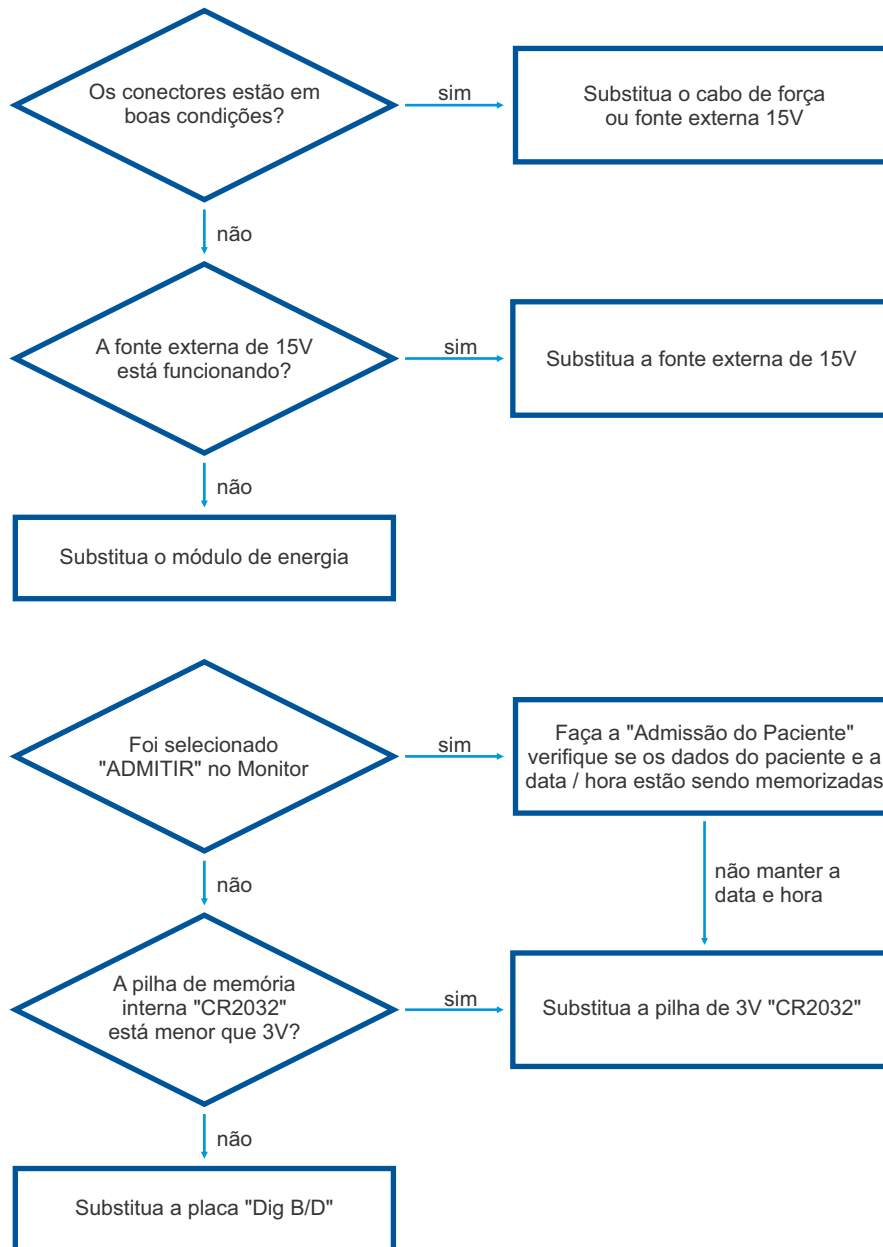 Os conectores estão em
boas condições?
sim
Substitua o cabo de força
ou fonte externa 15V
não
A fonte externa de 15V
está funcionando?
sim
Substitua a fonte externa de 15V
não
Substitua o módulo de energia
Foi selecionado
"ADMITIR" no Monitor
sim
Faça a "Admissão do Paciente"
verifique se os dados do paciente e a
data / hora estão sendo memorizadas
não
não manter a
data e hora
A pilha de memória
interna "CR2032"
está menor que 3V?
sim
Substitua a pilha de 3V "CR2032"
não
Substitua a placa "Dig B/D"